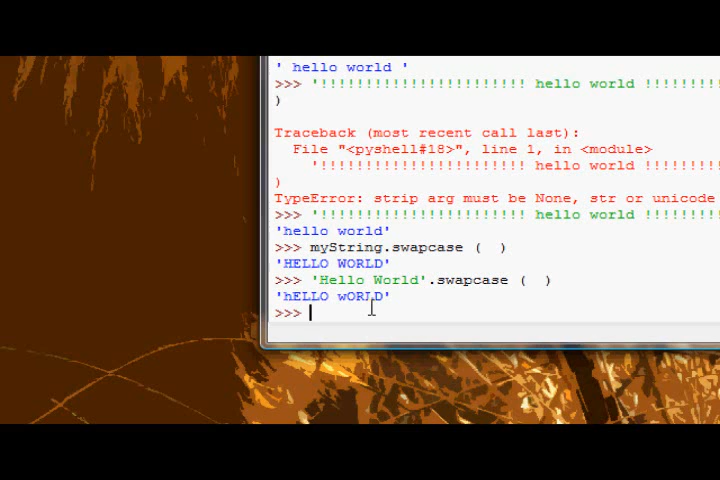 ' hello world '
>>> '!!!!!!!!!!!!!!!!!!!!!!!! hello world !!!!!!!!!
)
Traceback (most recent call last):
File "<pyshell#18>", line 1, in <module>
'!!!!!!!!!!!!!!!!!!!!!!!! hello world !!!!!!!!!
)
TypeError: strip arg must be None, str or unicode
>>> '!!!!!!!!!!!!!!!!!!!!!!!! hello world !!!!!!!!!
'hello world'
>>> myString.swapcase (  )
'HELLO WORLD'
>>> 'Hello World'.swapcase (  )
'hELLO wORLD'
>>>